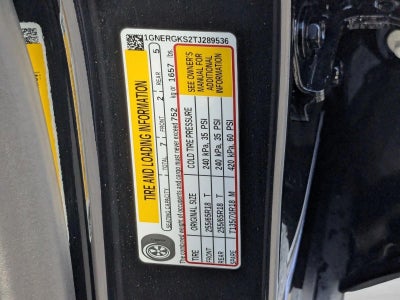 1GNERGKS2TJ289536
TIRE AND LOADING INFORMATION
SEATING CAPACITY TOTAL 7 FRONT 2 REAR 5
The combined weight of occupants and cargo must never exceed 752 kg or 1657 lbs
TIRE ORIGINAL SIZE COLD TIRE PRESSURE
FRONT 255/65R18 T 240 kPa, 35 PSI
REAR 255/65R18 T 240 kPa, 35 PSI
SPARE T135/70R18 M 420 kPa, 60 PSI
SEE OWNER'S
MANUAL FOR
ADDITIONAL
INFORMATION